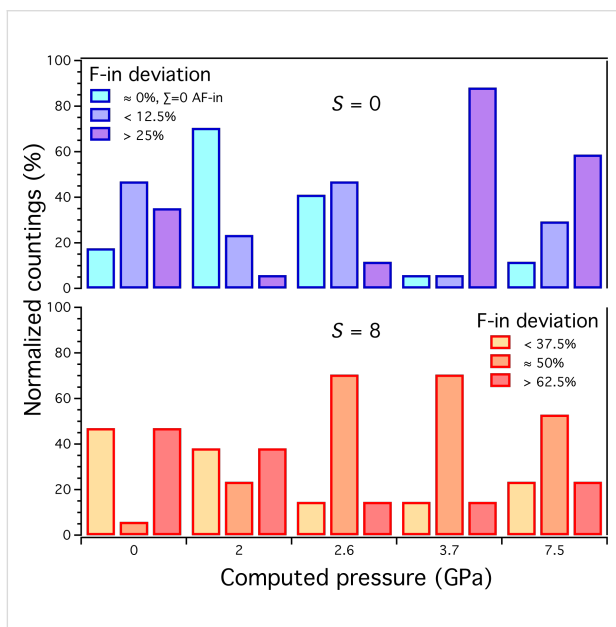 100
80
60
40
20
0
F-in deviation
≈ 0%, ∑=0 AF-in
< 12.5%
> 25%
S = 0
Normalized countings (%)
100
80
60
40
20
0
S = 8
F-in deviation
< 37.5%
≈ 50%
> 62.5%
0 2 2.6 3.7 7.5
Computed pressure (GPa)